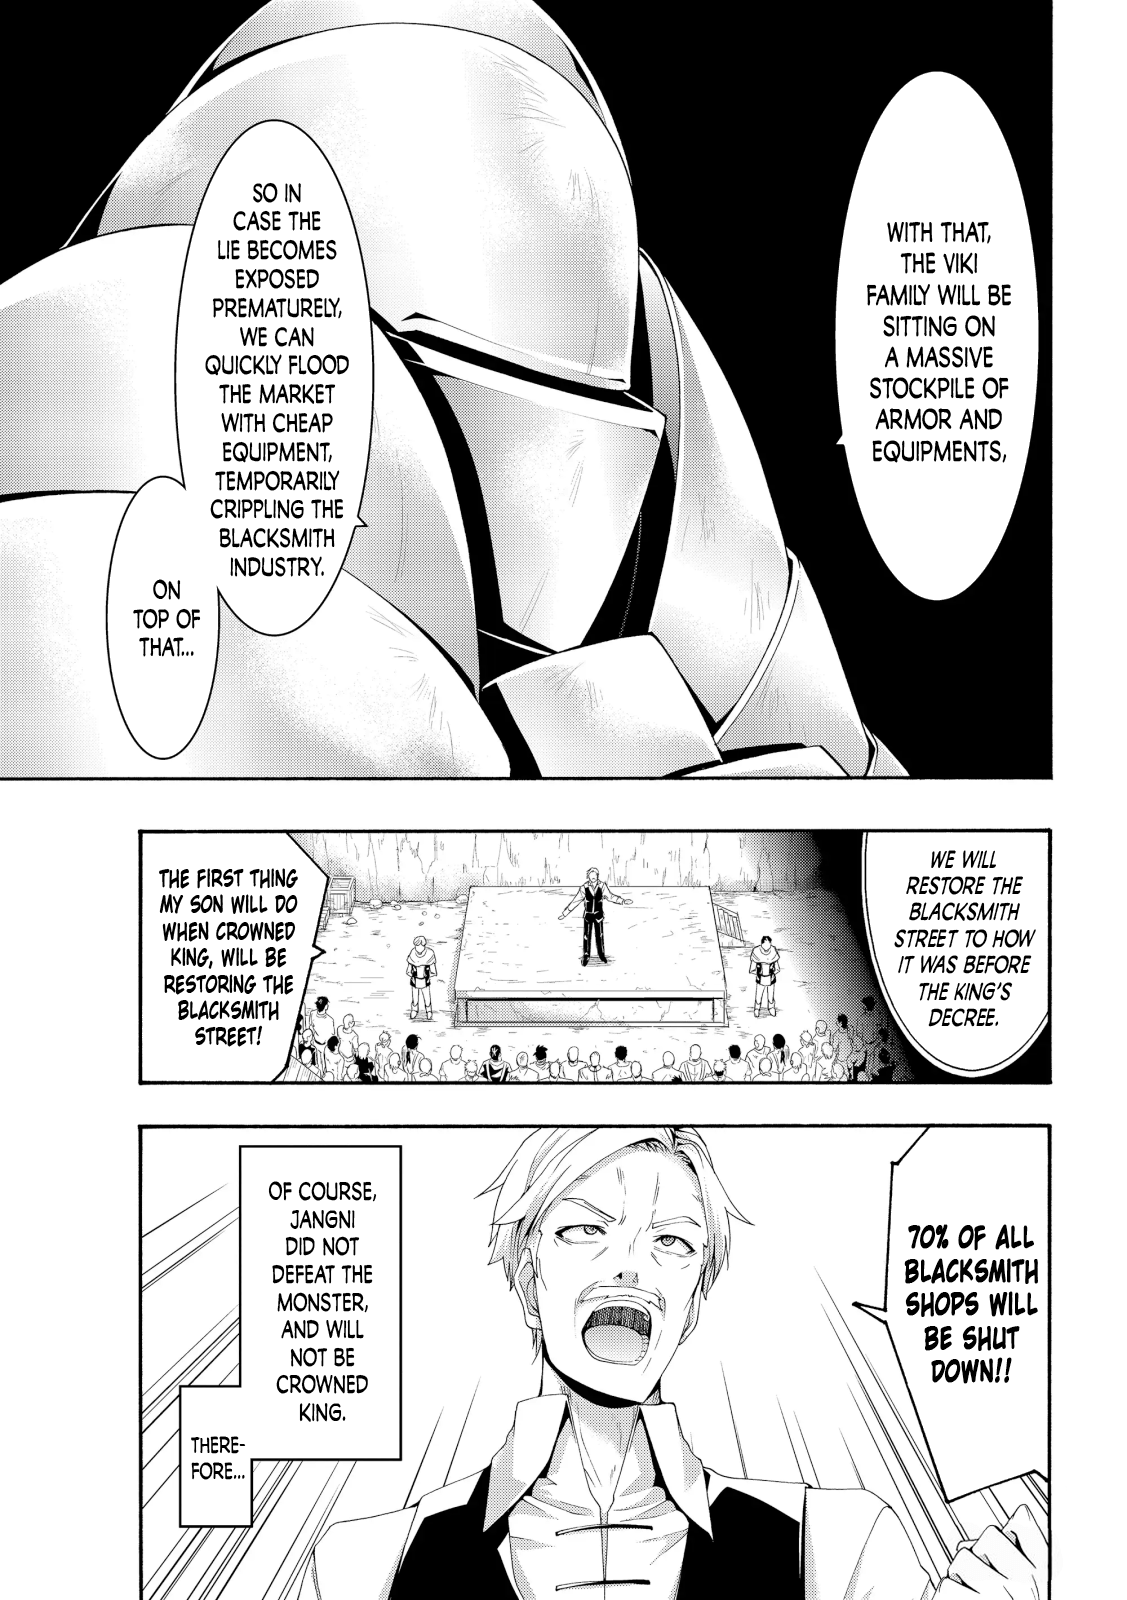 WITH THAT,
THE VIKI
FAMILY WILL BE
SITTING ON
A MASSIVE
STOCKPILE OF
ARMOR AND
EQUIPMENTS,
SO IN
CASE THE
LIE BECOMES
EXPOSED
PREMATURELY,
WE CAN
QUICKLY FLOOD
THE MARKET
WITH CHEAP
EQUIPMENT,
TEMPORARILY
CRIPPLING THE
BLACKSMITH
INDUSTRY.
ON
TOP OF
THAT...
WE WILL
RESTORE THE
BLACKSMITH
STREET TO HOW
IT WAS BEFORE
THE KING'S
DECREE.
THE FIRST THING
MY SON WILL DO
WHEN CROWNED
KING, WILL BE
RESTORING THE
BLACKSMITH
STREET!
70% OF ALL
BLACKSMITH
SHOPS WILL
BE SHUT
DOWN!!
OF COURSE,
JANGNI
DID NOT
DEFEAT THE
MONSTER,
AND WILL
NOT BE
CROWNED
KING.
THERE-
FORE...